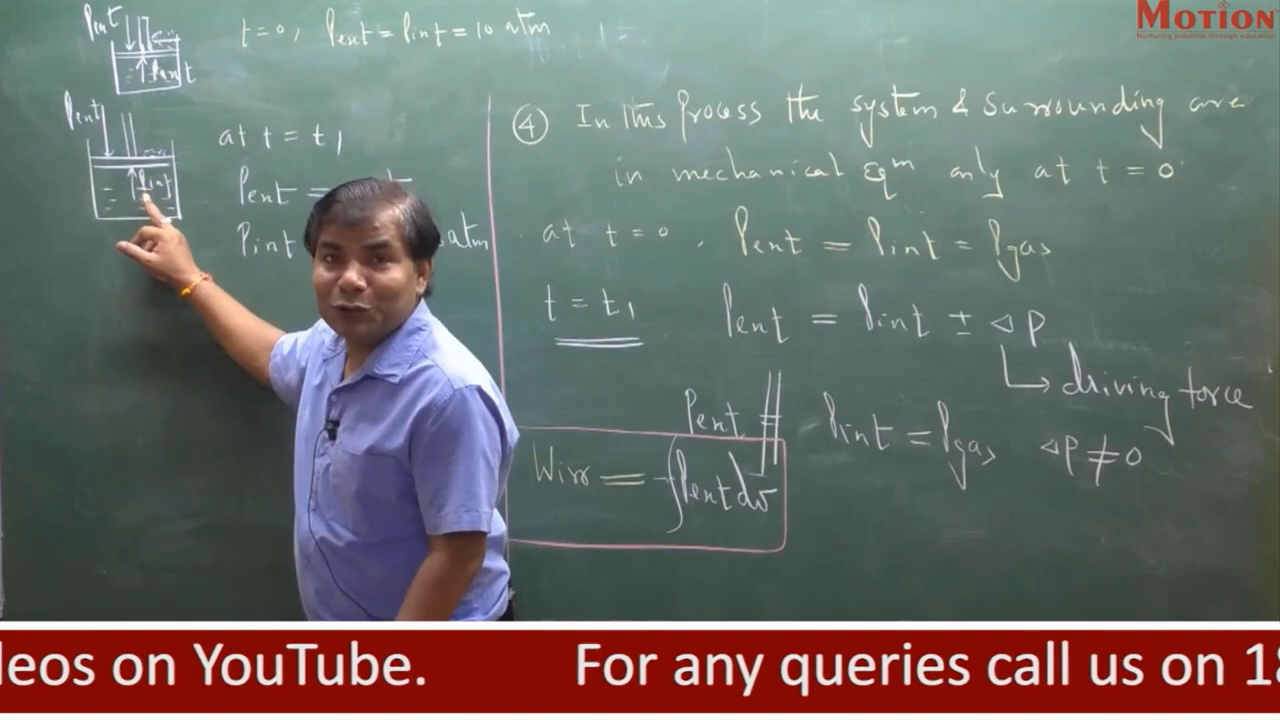 MOTION
Nurturing potential through education
Pint
t=0, Pext = Pint = 10 atm
Pext
Pext
at t = t1
Pint
Pext =
Pint
atm
④ In this Process the system & Surrounding are
in mechanical Eqm only at t = 0
at t = 0, Pext = Pint = Pgas
t = t1 Pext = Pint ± ΔP
driving force
Pext ≠ Pint = Pgas ΔP ≠ 0
Wirr = -∫Pext dv
deos on YouTube. For any queries call us on 18